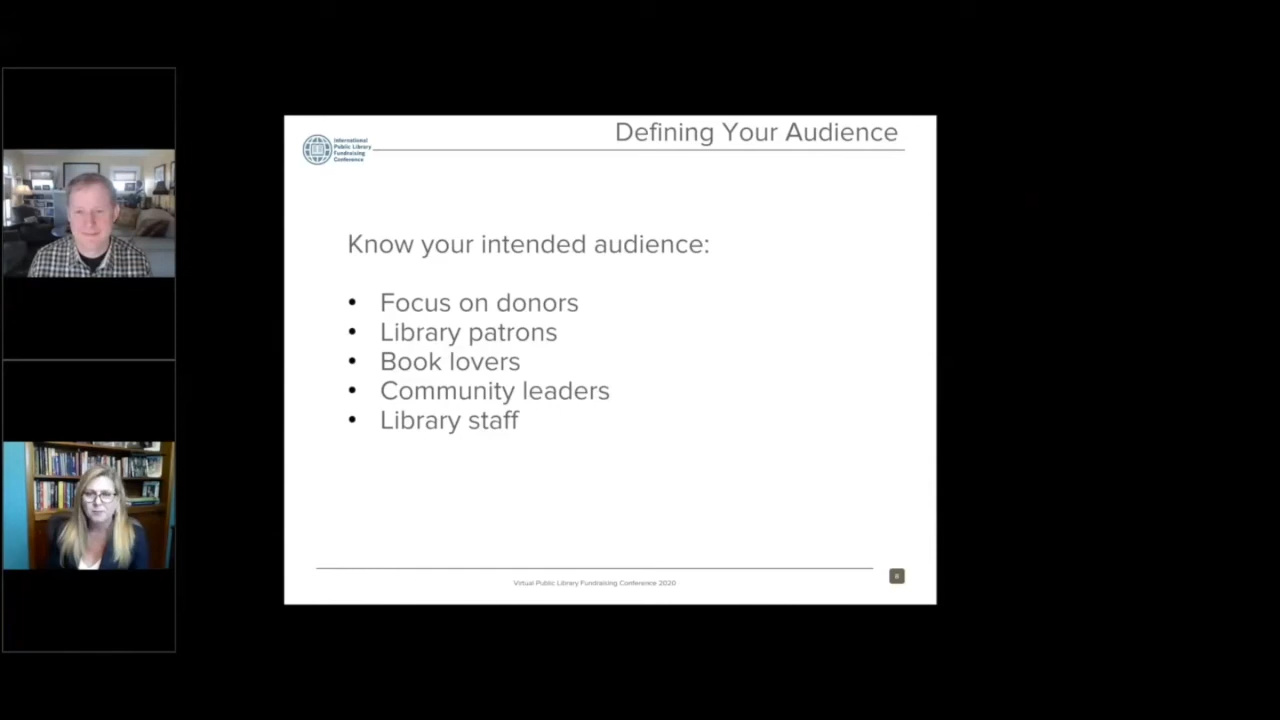 Defining Your Audience
International
Public Library
Fundraising
Conference
Know your intended audience:
• Focus on donors
• Library patrons
• Book lovers
• Community leaders
• Library staff
Virtual Public Library Fundraising Conference 2020
8